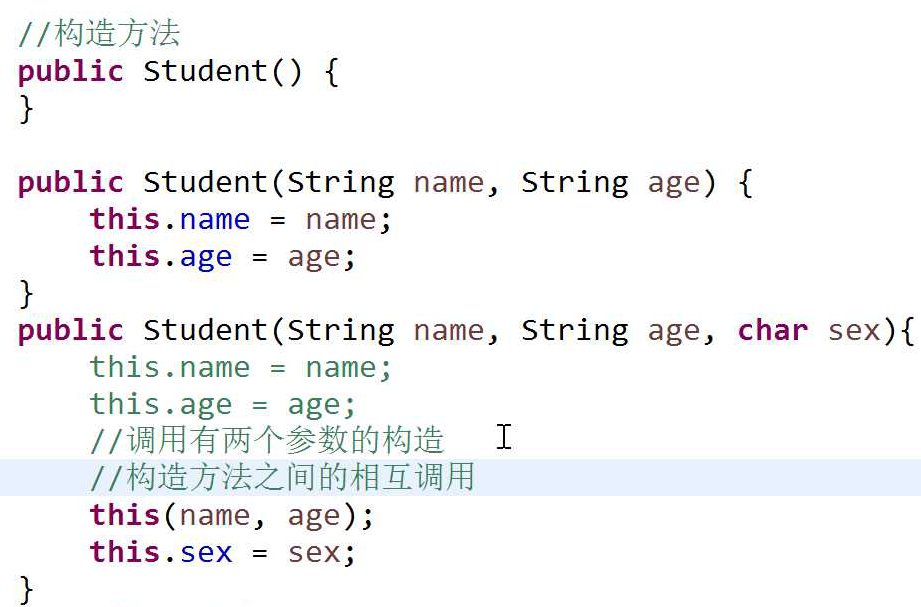 //构造方法
public Student() {
}
public Student(String name, String age) {
this.name = name;
this.age = age;
}
public Student(String name, String age, char sex){
this.name = name;
this.age = age;
//调用有两个参数的构造
//构造方法之间的相互调用
this(name, age);
this.sex = sex;
}